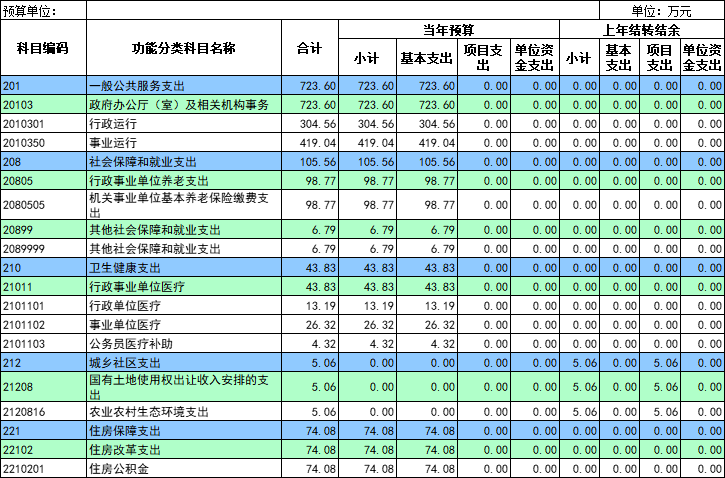 预算单位: 单位：万元
科目编码 功能分类科目名称 合计 当年预算 上年结转结余
小计 基本支出 项目支出 单位资金支出 小计 基本支出 项目支出 单位资金支出
201 一般公共服务支出 723.60 723.60 723.60 0.00 0.00 0.00 0.00 0.00 0.00
20103 政府办公厅（室）及相关机构事务 723.60 723.60 723.60 0.00 0.00 0.00 0.00 0.00 0.00
2010301 行政运行 304.56 304.56 304.56 0.00 0.00 0.00 0.00 0.00 0.00
2010350 事业运行 419.04 419.04 419.04 0.00 0.00 0.00 0.00 0.00 0.00
208 社会保障和就业支出 105.56 105.56 105.56 0.00 0.00 0.00 0.00 0.00 0.00
20805 行政事业单位养老支出 98.77 98.77 98.77 0.00 0.00 0.00 0.00 0.00 0.00
2080505 机关事业单位基本养老保险缴费支出 98.77 98.77 98.77 0.00 0.00 0.00 0.00 0.00 0.00
20899 其他社会保障和就业支出 6.79 6.79 6.79 0.00 0.00 0.00 0.00 0.00 0.00
2089999 其他社会保障和就业支出 6.79 6.79 6.79 0.00 0.00 0.00 0.00 0.00 0.00
210 卫生健康支出 43.83 43.83 43.83 0.00 0.00 0.00 0.00 0.00 0.00
21011 行政事业单位医疗 43.83 43.83 43.83 0.00 0.00 0.00 0.00 0.00 0.00
2101101 行政单位医疗 13.19 13.19 13.19 0.00 0.00 0.00 0.00 0.00 0.00
2101102 事业单位医疗 26.32 26.32 26.32 0.00 0.00 0.00 0.00 0.00 0.00
2101103 公务员医疗补助 4.32 4.32 4.32 0.00 0.00 0.00 0.00 0.00 0.00
212 城乡社区支出 5.06 0.00 0.00 0.00 0.00 5.06 0.00 5.06 0.00
21208 国有土地使用权出让收入安排的支出 5.06 0.00 0.00 0.00 0.00 5.06 0.00 5.06 0.00
2120816 农业农村生态环境支出 5.06 0.00 0.00 0.00 0.00 5.06 0.00 5.06 0.00
221 住房保障支出 74.08 74.08 74.08 0.00 0.00 0.00 0.00 0.00 0.00
22102 住房改革支出 74.08 74.08 74.08 0.00 0.00 0.00 0.00 0.00 0.00
2210201 住房公积金 74.08 74.08 74.08 0.00 0.00 0.00 0.00 0.00 0.00